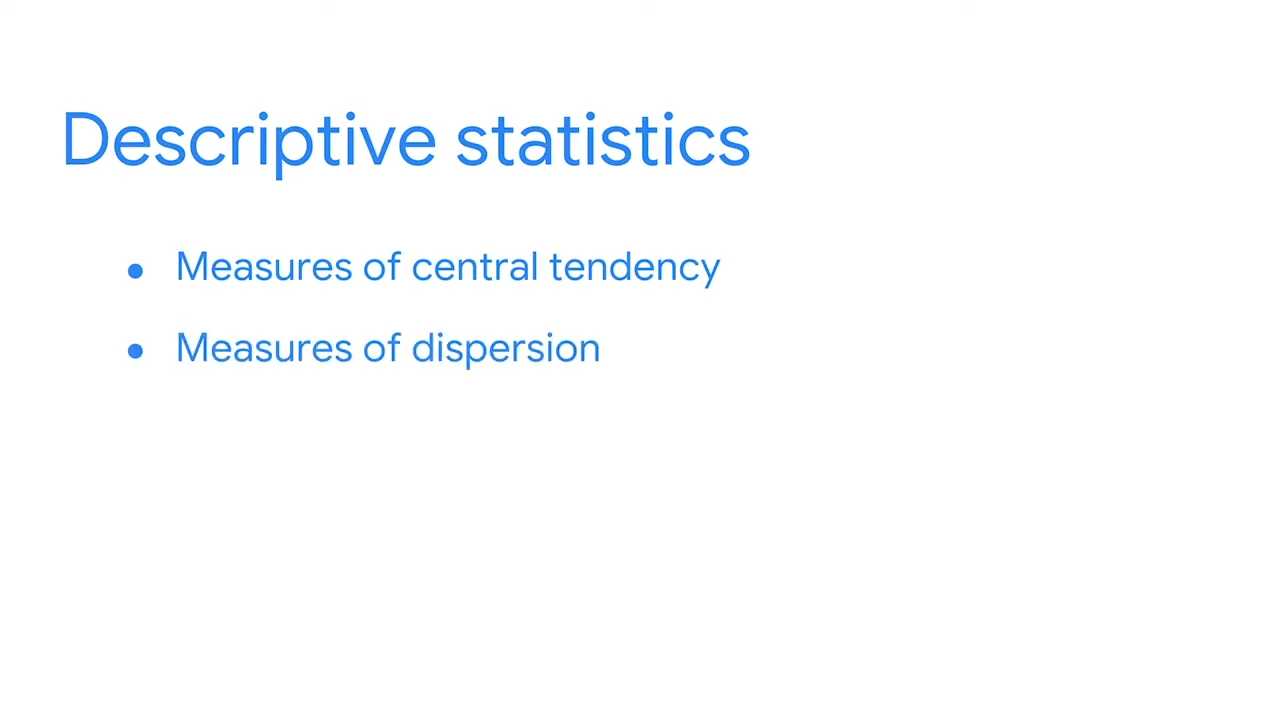 Descriptive statistics
● Measures of central tendency
● Measures of dispersion